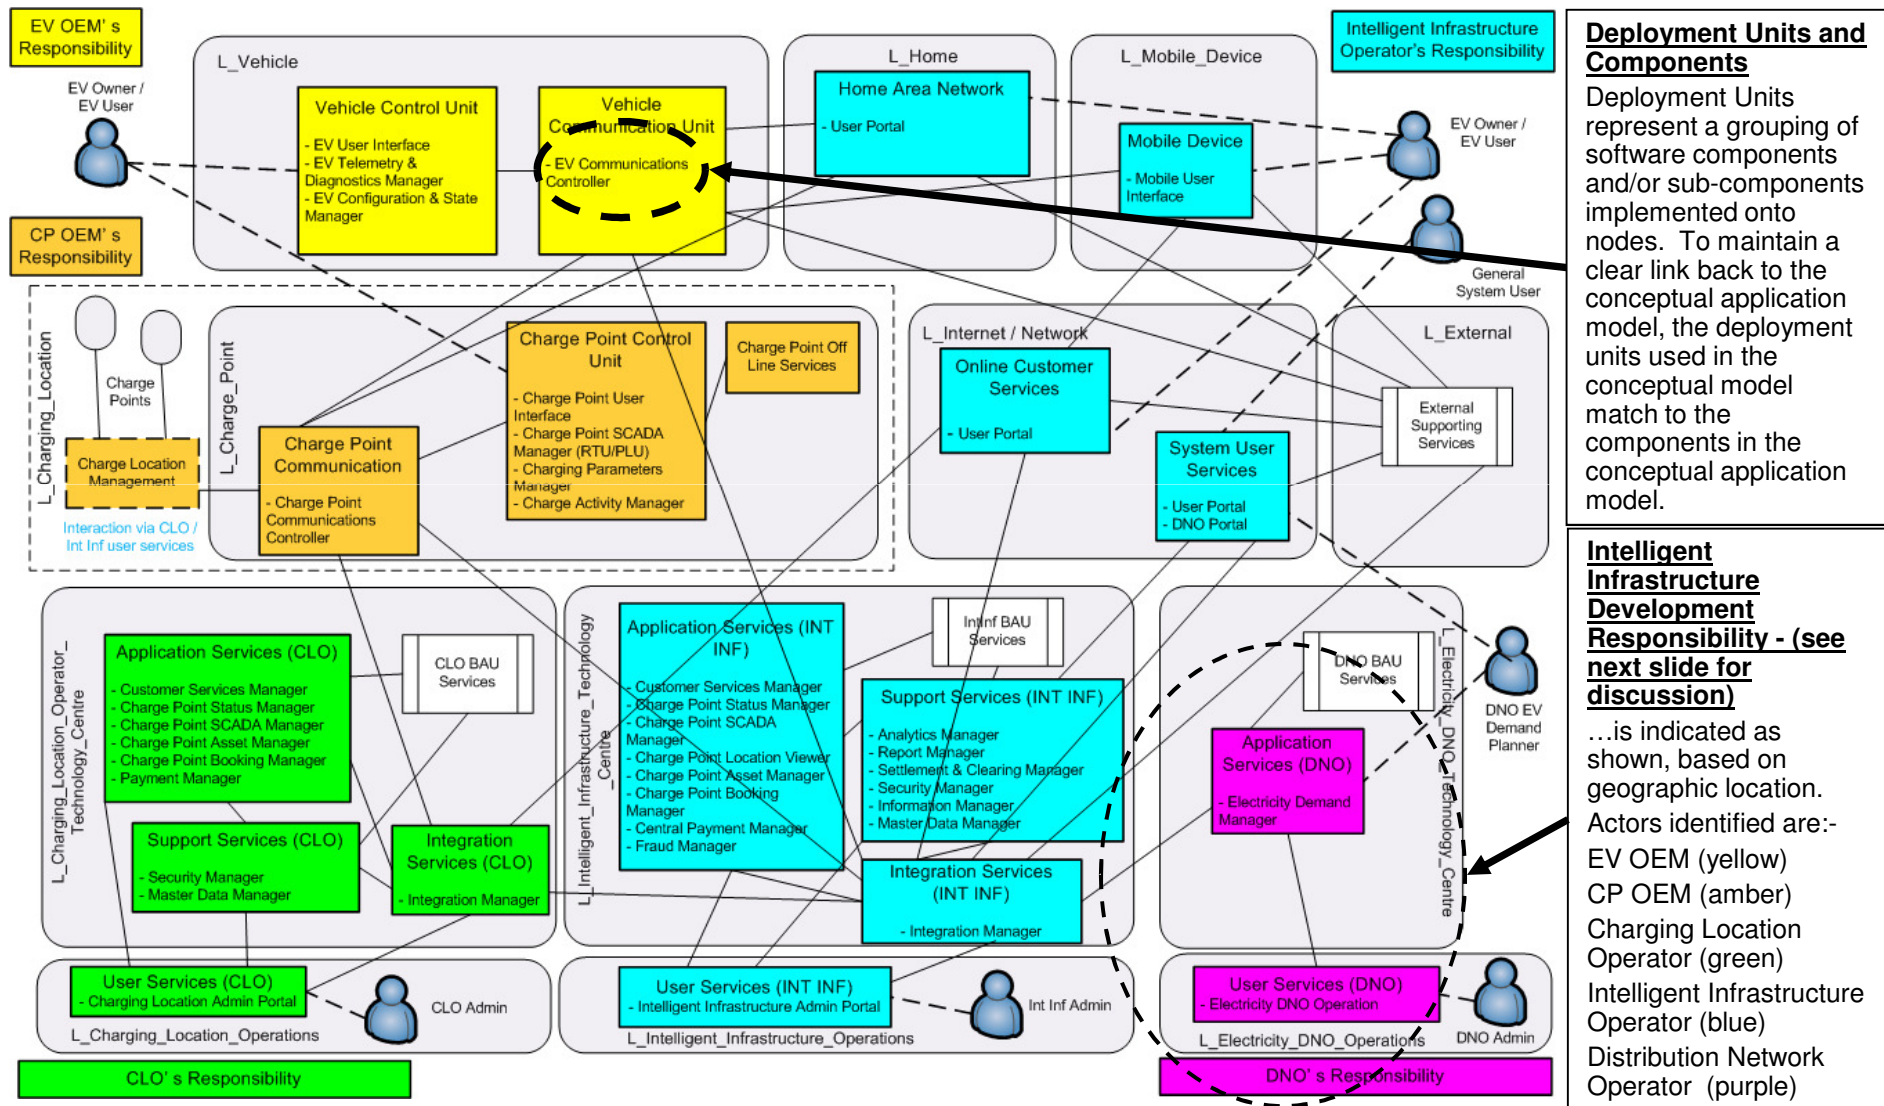 EV OEM' s
Responsibility
EV Owner /
EV User
CP OEM' s
Responsibility
L_Vehicle
Vehicle Control Unit
- EV User Interface
- EV Telemetry &
Diagnostics Manager
- EV Configuration & State
Manager
Vehicle
Communication Unit
- EV Communications
Controller
L_Home
Home Area Network
- User Portal
L_Mobile_Device
Mobile Device
- Mobile User
Interface
Intelligent Infrastructure
Operator's Responsibility
EV Owner /
EV User
General
System User
L_Charging_Location
Charge
Points
Charge Location
Management
Interaction via CLO /
Int Inf user services
L_Charge_Point
Charge Point
Communication
- Charge Point
Communications
Controller
Charge Point Control
Unit
- Charge Point User
Interface
- Charge Point SCADA
Manager (RTU/PLU)
- Charging Parameters
Manager
- Charge Activity Manager
Charge Point Off
Line Services
L_Internet / Network
Online Customer
Services
- User Portal
System User
Services
- User Portal
- DNO Portal
L_External
External
Supporting
Services
L_Charging_Location_Operator_
Technology_Centre
Application Services (CLO)
- Customer Services Manager
- Charge Point Status Manager
- Charge Point SCADA Manager
- Charge Point Asset Manager
- Charge Point Booking Manager
- Payment Manager
CLO BAU
Services
Support Services (CLO)
- Security Manager
- Master Data Manager
Integration
Services (CLO)
- Integration Manager
L_Intelligent_Infrastructure_Technology
_Centre
Application Services (INT
INF)
- Customer Services Manager
- Charge Point Status Manager
- Charge Point SCADA
Manager
- Charge Point Location Viewer
- Charge Point Asset Manager
- Charge Point Booking
Manager
- Central Payment Manager
- Fraud Manager
IntInf BAU
Services
Support Services (INT INF)
- Analytics Manager
- Report Manager
- Settlement & Clearing Manager
- Security Manager
- Information Manager
- Master Data Manager
Integration Services
(INT INF)
- Integration Manager
L_Electricity_DNO_Technology_Centre
DNO BAU
Services
Application
Services (DNO)
- Electricity Demand
Manager
DNO EV
Demand
Planner
User Services (CLO)
- Charging Location Admin Portal
CLO Admin
L_Charging_Location_Operations
User Services (INT INF)
- Intelligent Infrastructure Admin Portal
Int Inf Admin
L_Intelligent_Infrastructure_Operations
User Services (DNO)
- Electricity DNO Operation
L_Electricity_DNO_Operations
DNO Admin
CLO' s Responsibility
DNO' s Responsibility
Deployment Units and
Components
Deployment Units
represent a grouping of
software components
and/or sub-components
implemented onto
nodes. To maintain a
clear link back to the
conceptual application
model, the deployment
units used in the
conceptual model
match to the
components in the
conceptual application
model.
Intelligent
Infrastructure
Development
Responsibility - (see
next slide for
discussion)
…is indicated as
shown, based on
geographic location.
Actors identified are:-
EV OEM (yellow)
CP OEM (amber)
Charging Location
Operator (green)
Intelligent Infrastructure
Operator (blue)
Distribution Network
Operator (purple)